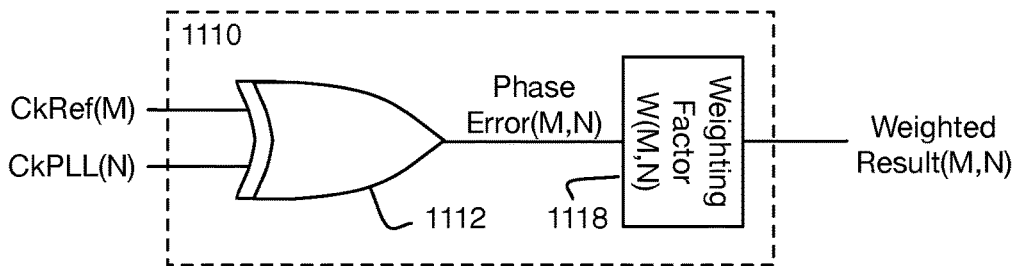 1110
CkRef(M)
CkPLL(N)
Phase
Error(M,N)
1112
1118
Weighting
Factor
W(M,N)
Weighted
Result(M,N)